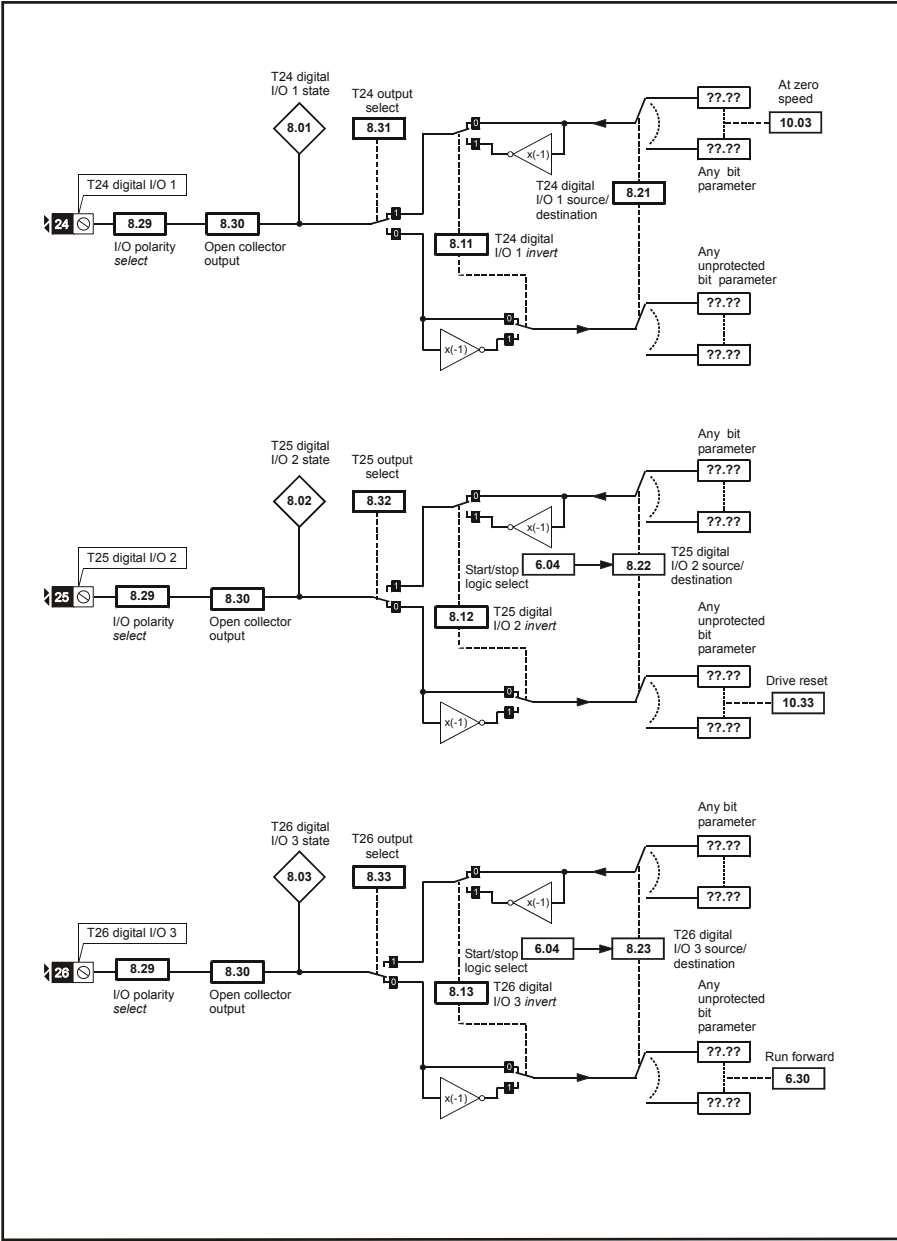 T24 digital
I/O 1 state
8.01
T24 output
select
8.31
0
1
x(-1)
??.??
??.??
Any bit
parameter
At zero
speed
10.03
T24 digital I/O 1
24
8.29
I/O polarity
select
8.30
Open collector
output
1
0
8.11
T24 digital
I/O 1 invert
T24 digital
I/O 1 source/
destination
8.21
Any
unprotected
bit parameter
??.??
??.??
0
1
x(-1)
T25 digital
I/O 2 state
8.02
T25 output
select
8.32
0
1
x(-1)
Any bit
parameter
??.??
??.??
T25 digital I/O 2
25
8.29
I/O polarity
select
8.30
Open collector
output
1
0
Start/stop
logic select
6.04
8.22
T25 digital
I/O 2 source/
destination
8.12
T25 digital
I/O 2 invert
Any
unprotected
bit
parameter
??.??
??.??
Drive reset
10.33
0
1
x(-1)
T26 digital
I/O 3 state
8.03
T26 output
select
8.33
0
1
x(-1)
Any bit
parameter
??.??
??.??
T26 digital I/O 3
26
8.29
I/O polarity
select
8.30
Open collector
output
1
0
Start/stop
logic select
6.04
8.23
T26 digital
I/O 3 source/
destination
8.13
T26 digital
I/O 3 invert
Any
unprotected
bit
parameter
??.??
??.??
Run forward
6.30
0
1
x(-1)